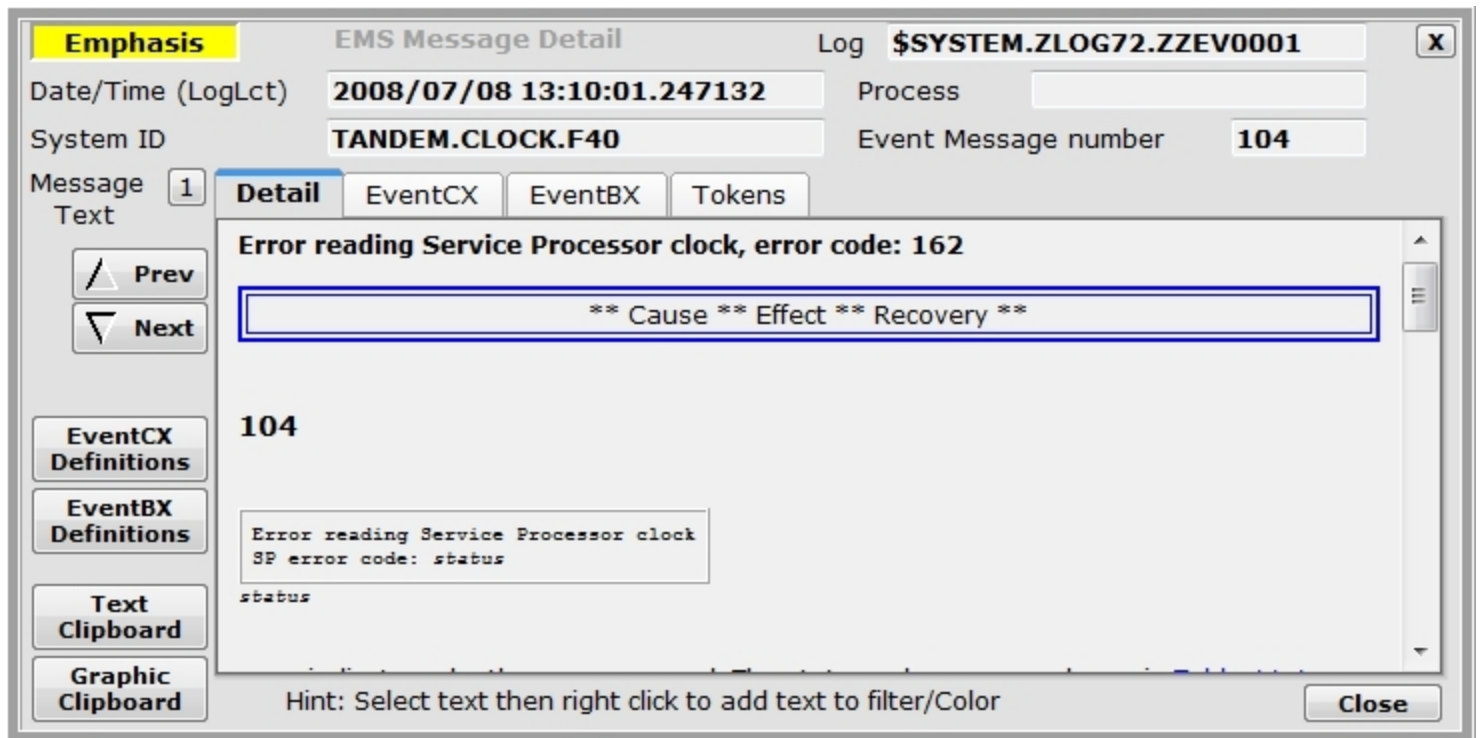 Emphasis EMS Message Detail Log $SYSTEM.ZLOG72.ZZEV0001 X
Date/Time (LogLct) 2008/07/08 13:10:01.247132 Process
System ID TANDEM.CLOCK.F40 Event Message number 104
Message Text 1 Detail EventCX EventBX Tokens
Error reading Service Processor clock, error code: 162
Prev
** Cause ** Effect ** Recovery **
Next
104
EventCX
Definitions
EventBX
Definitions
Error reading Service Processor clock
SP error code: status
status
Text
Clipboard
Graphic
Clipboard
Hint: Select text then right click to add text to filter/Color
Close